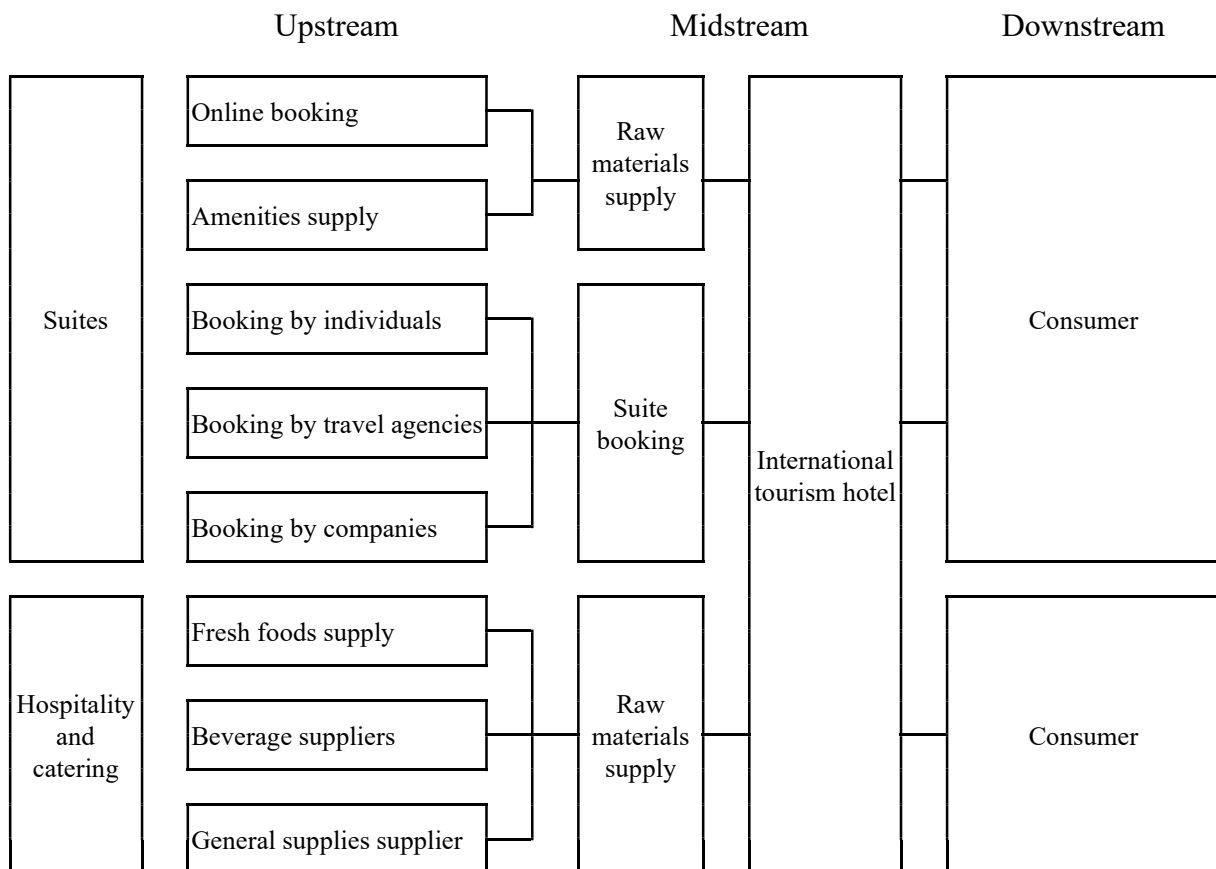 Upstream
Midstream
Downstream
Suites
Online booking
Amenities supply
Booking by individuals
Booking by travel agencies
Booking by companies
Raw
materials
supply
Suite
booking
International
tourism hotel
Consumer
Hospitality
and
catering
Fresh foods supply
Beverage suppliers
General supplies supplier
Raw
materials
supply
Consumer